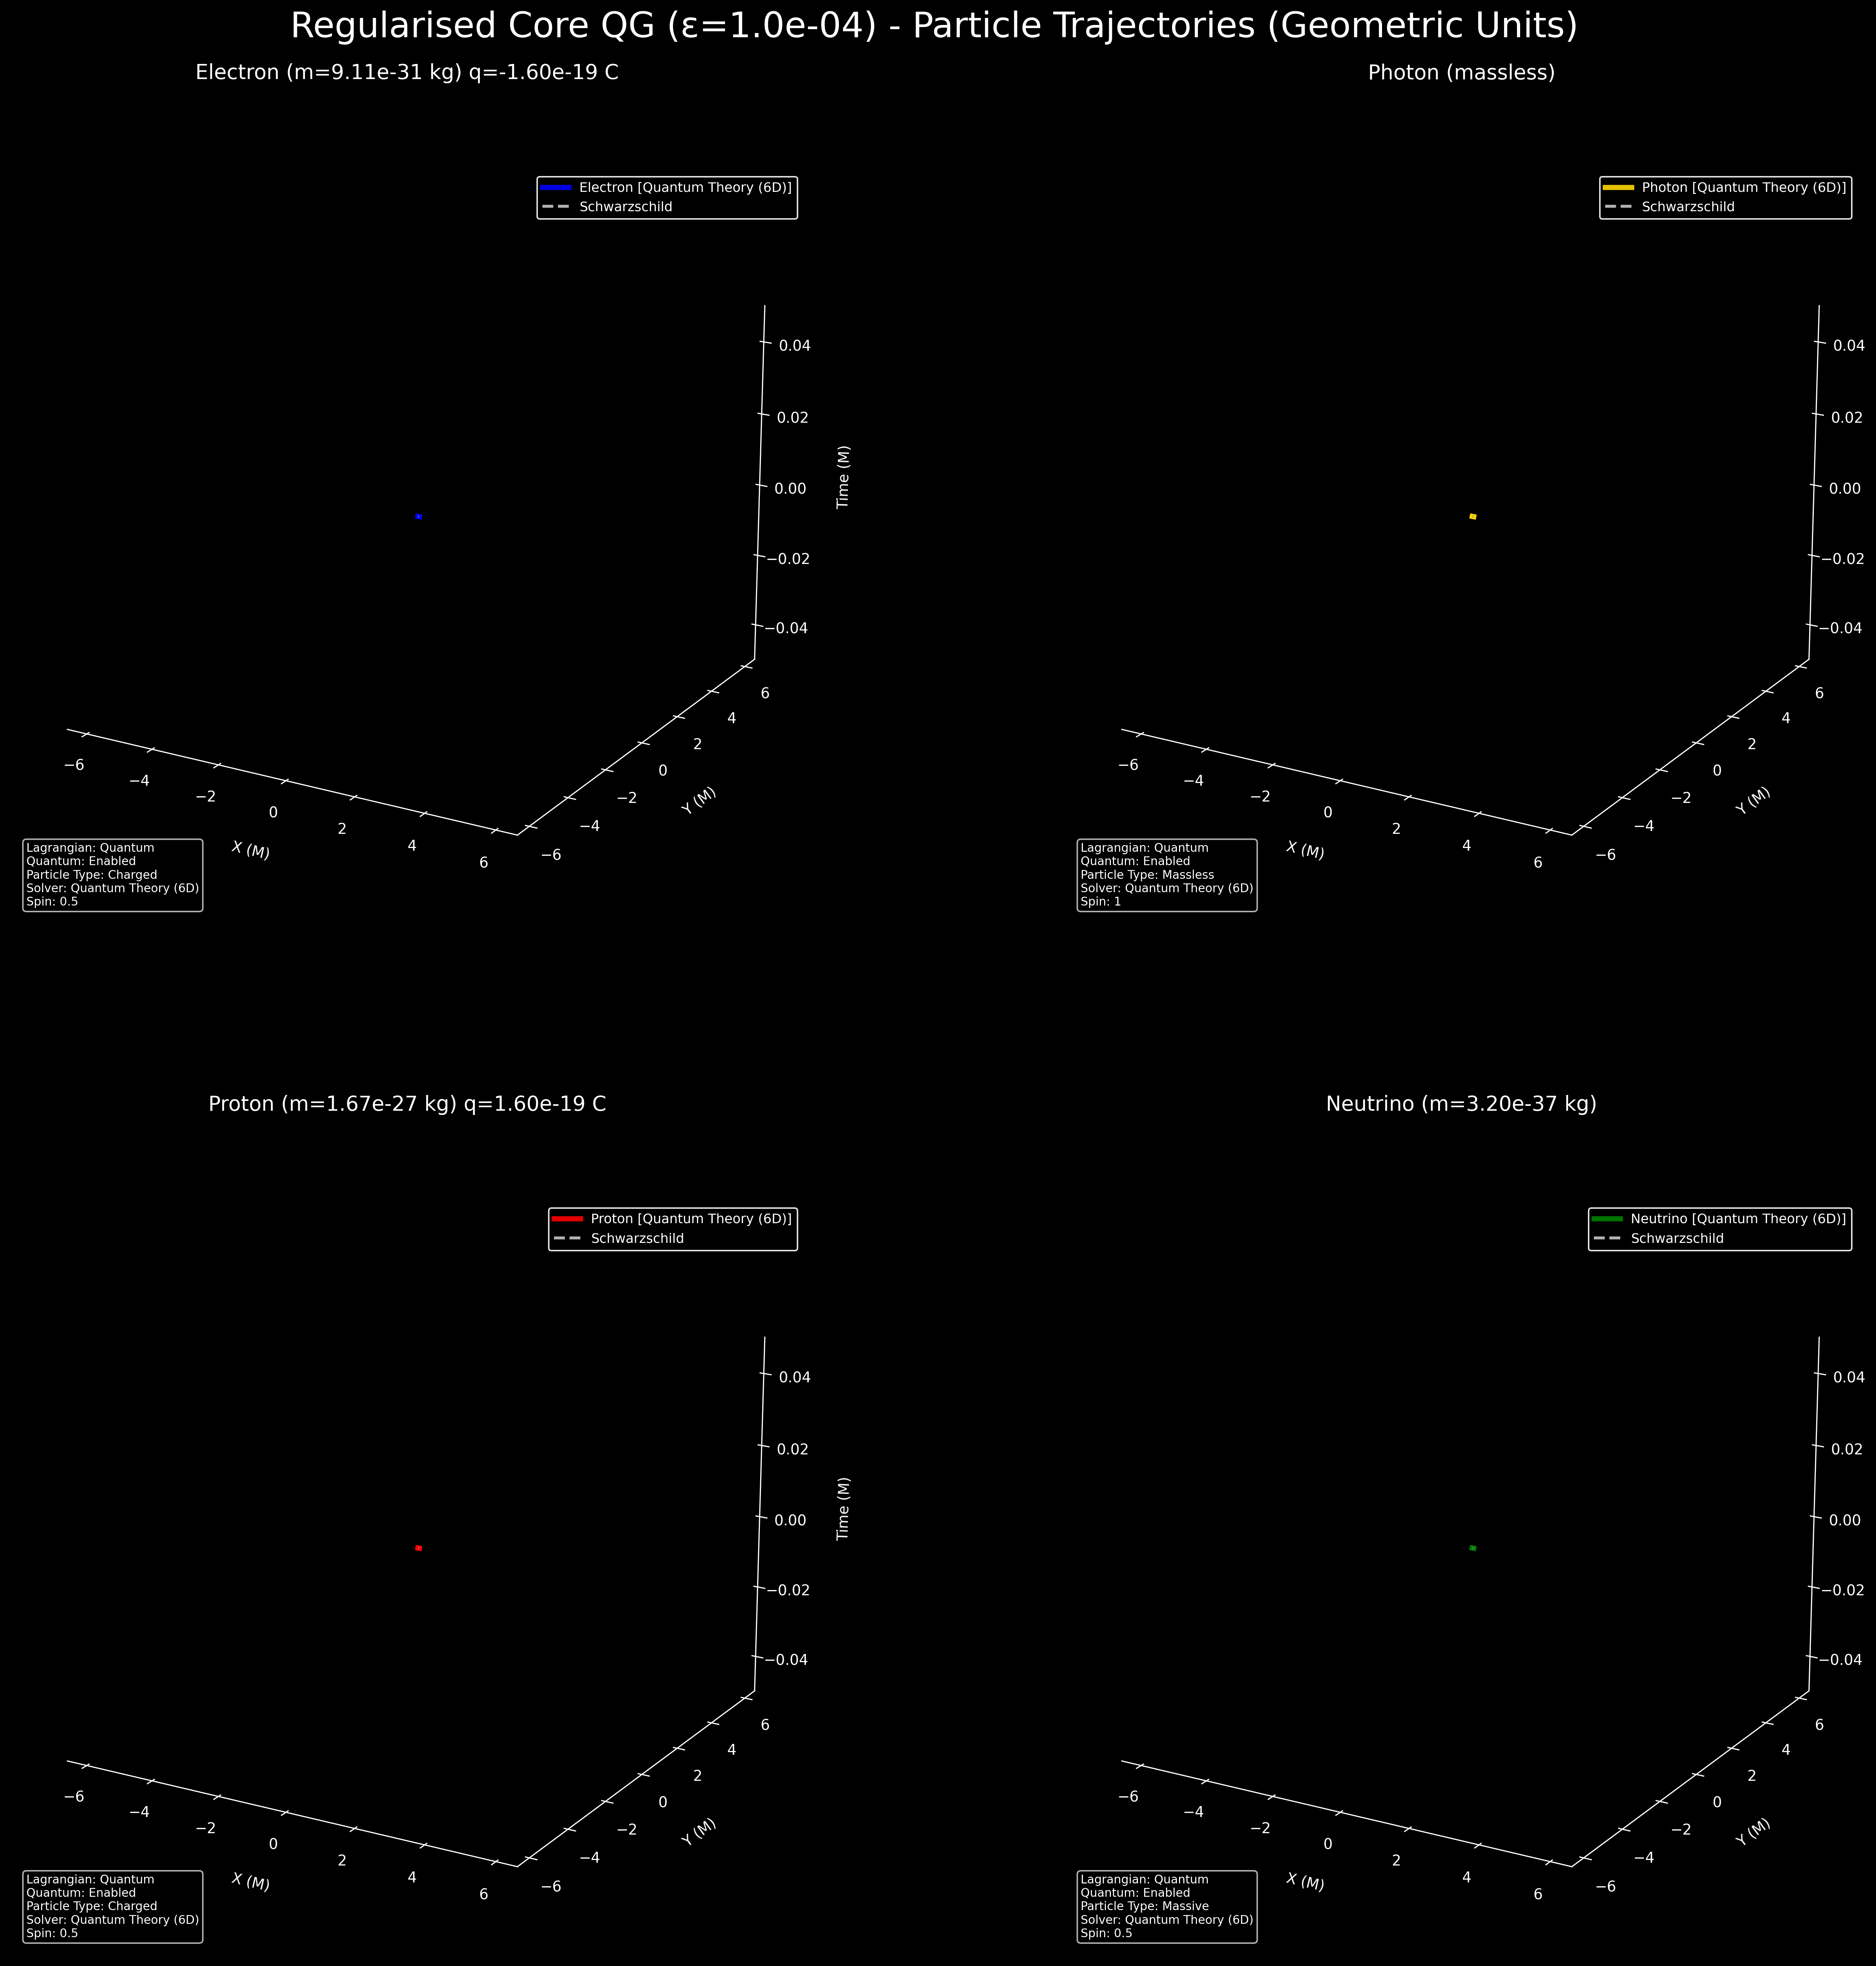 Regularised Core QG (ε=1.0e-04) - Particle Trajectories (Geometric Units)
Electron (m=9.11e-31 kg) q=-1.60e-19 C
Electron [Quantum Theory (6D)]
Schwarzschild
0.04
0.02
0.00
−0.02
−0.04
Time (M)
6
4
2
0
−2
−4
−6
Y (M)
−6
−4
−2
0
2
4
6
X (M)
Lagrangian: Quantum
Quantum: Enabled
Particle Type: Charged
Solver: Quantum Theory (6D)
Spin: 0.5
Photon (massless)
Photon [Quantum Theory (6D)]
Schwarzschild
0.04
0.02
0.00
−0.02
−0.04
6
4
2
0
−2
−4
−6
Y (M)
−6
−4
−2
0
2
4
6
X (M)
Lagrangian: Quantum
Quantum: Enabled
Particle Type: Massless
Solver: Quantum Theory (6D)
Spin: 1
Proton (m=1.67e-27 kg) q=1.60e-19 C
Proton [Quantum Theory (6D)]
Schwarzschild
0.04
0.02
0.00
−0.02
−0.04
Time (M)
6
4
2
0
−2
−4
−6
Y (M)
−6
−4
−2
0
2
4
6
X (M)
Lagrangian: Quantum
Quantum: Enabled
Particle Type: Charged
Solver: Quantum Theory (6D)
Spin: 0.5
Neutrino (m=3.20e-37 kg)
Neutrino [Quantum Theory (6D)]
Schwarzschild
0.04
0.02
0.00
−0.02
−0.04
6
4
2
0
−2
−4
−6
Y (M)
−6
−4
−2
0
2
4
6
X (M)
Lagrangian: Quantum
Quantum: Enabled
Particle Type: Massive
Solver: Quantum Theory (6D)
Spin: 0.5